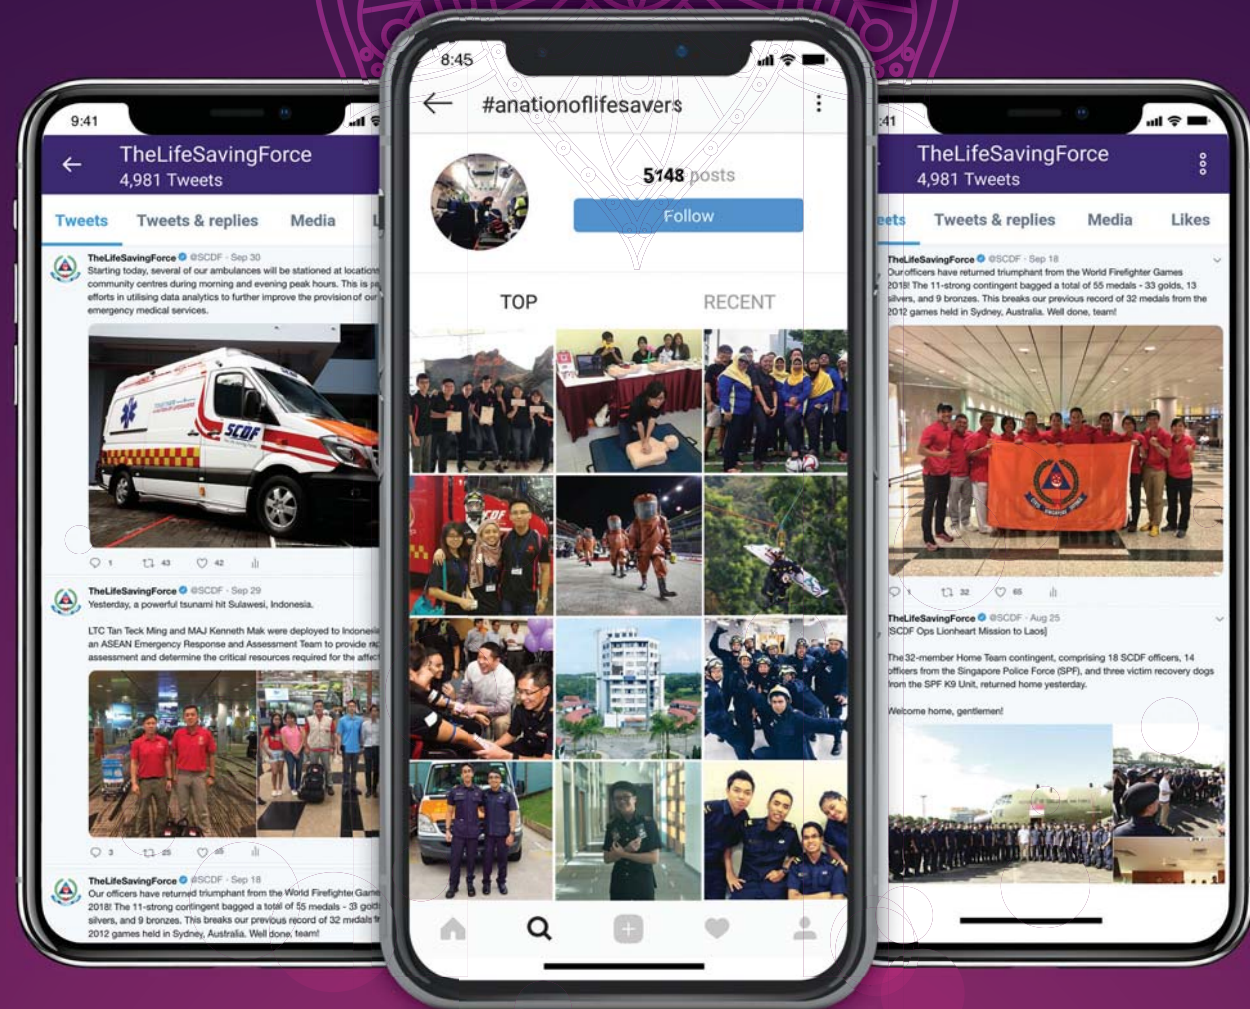 9:41
TheLifeSavingForce
4,981 Tweets
Tweets Tweets & replies Media
TheLifeSavingForce @SCDF · Sep 30
Starting today, several of our ambulances will be stationed at locations
community centres during morning and evening peak hours. This is
efforts in utilising data analytics to further improve the provision of our
emergency medical services.
SCDF
1 43 42
TheLifeSavingForce @SCDF · Sep 29
Yesterday, a powerful tsunami hit Sulawesi, Indonesia.
LTC Tan Teck Ming and MAJ Kenneth Mak were deployed to
an ASEAN Emergency Response and Assessment Team to provide
assessment and determine the critical resources required for the
3 25
TheLifeSavingForce @SCDF · Sep 18
Our officers have returned triumphant from the World Firefighter Game
2018! The 11-strong contingent bagged a total of 55 medals - 33
silvers, and 9 bronzes. This breaks our previous record of 32 medals
2012 games held in Sydney, Australia. Well done, team!
8:45
#anationoflifesavers
5148 posts
Follow
TOP RECENT
SCDF
:41
TheLifeSavingForce
4,981 Tweets
eets Tweets & replies Media Likes
TheLifeSavingForce @SCDF · Sep 18
Our officers have returned triumphant from the World Firefighter Games
2018! The 11-strong contingent bagged a total of 55 medals - 33 golds, 13
silvers, and 9 bronzes. This breaks our previous record of 32 medals from the
2012 games held in Sydney, Australia. Well done, team!
1 32 65
TheLifeSavingForce @SCDF · Aug 25
[SCDF Ops Lionheart Mission to Laos]
The 32-member Home Team contingent, comprising 18 SCDF officers, 14
officers from the Singapore Police Force (SPF), and three victim recovery dogs
from the SPF K9 Unit, returned home yesterday.
Welcome home, gentlemen!